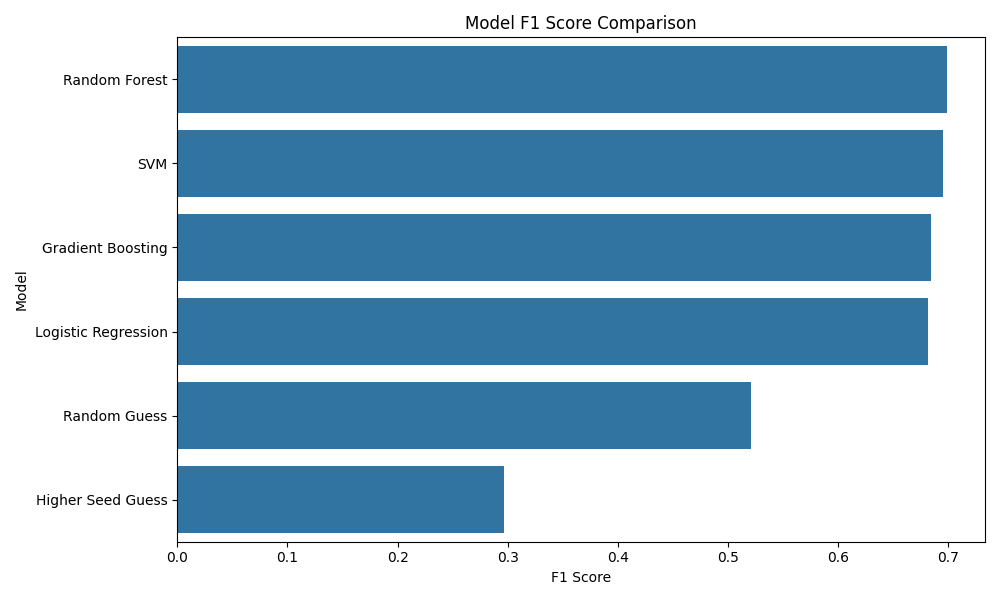 Model F1 Score Comparison
Model
Random Forest
SVM
Gradient Boosting
Logistic Regression
Random Guess
Higher Seed Guess
0.0 0.1 0.2 0.3 0.4 0.5 0.6 0.7
F1 Score